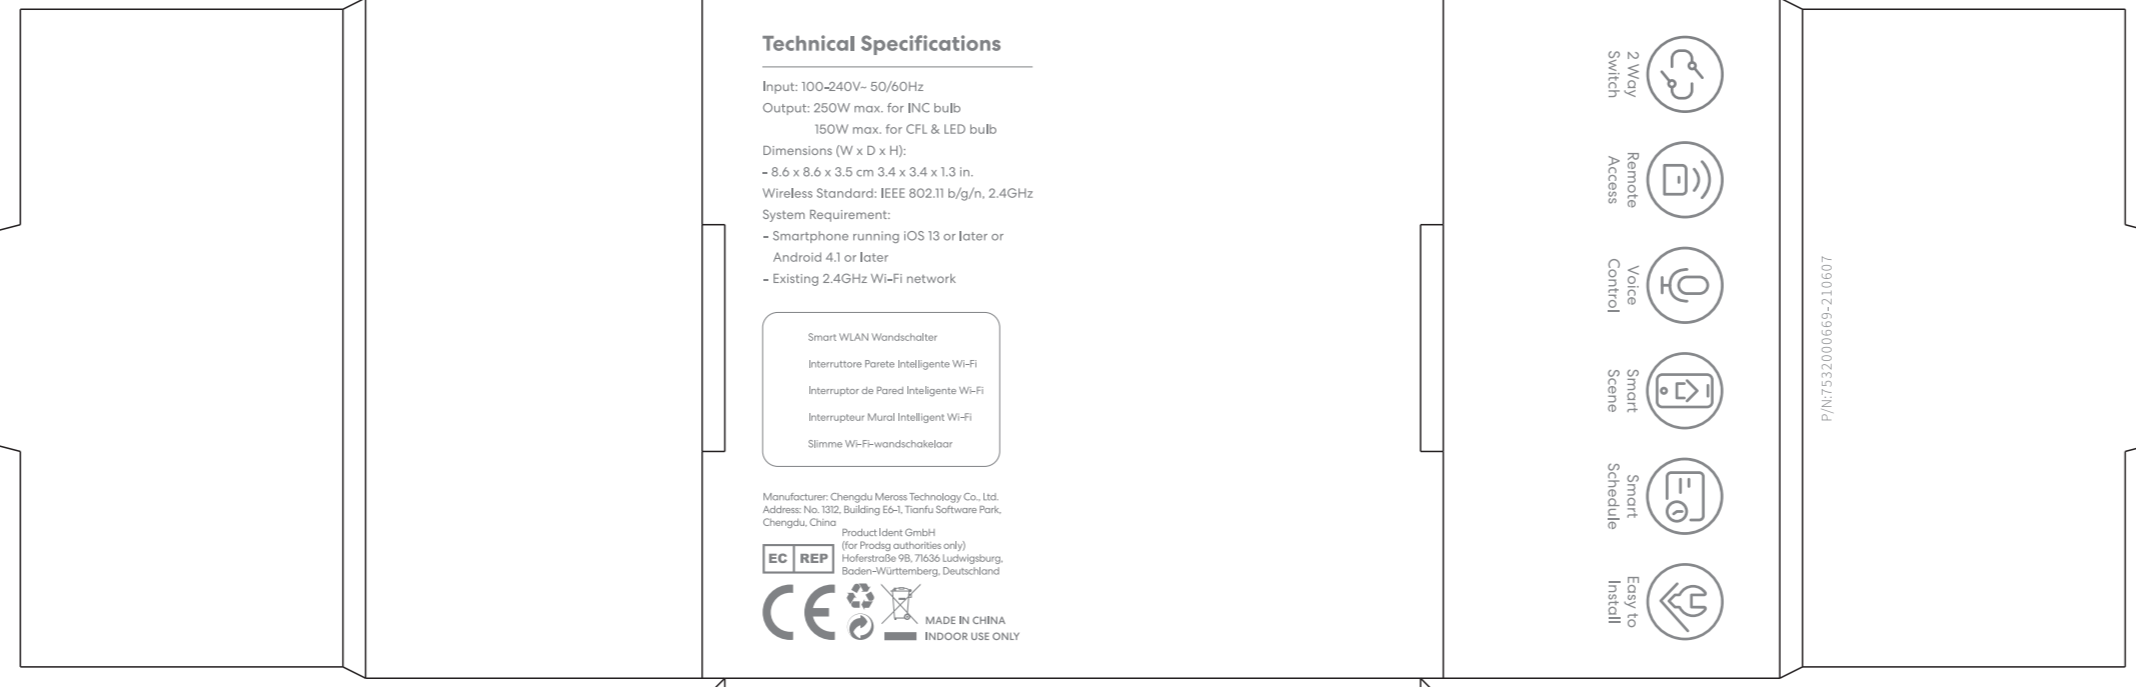 Technical Specifications
Input: 100-240V~ 50/60Hz
Output: 250W max. for INC bulb
150W max. for CFL & LED bulb
Dimensions (W x D x H):
- 8.6 x 8.6 x 3.5 cm 3.4 x 3.4 x 1.3 in.
Wireless Standard: IEEE 802.11 b/g/n, 2.4GHz
System Requirement:
- Smartphone running iOS 13 or later or
Android 4.1 or later
- Existing 2.4GHz Wi-Fi network
Smart WLAN Wandschalter
Interruttore Parete Intelligente Wi-Fi
Interruptor de Pared Inteligente Wi-Fi
Interrupteur Mural Intelligent Wi-Fi
Slimme Wi-Fi-wandschakelaar
Manufacturer: Chengdu Meross Technology Co., Ltd.
Address: No. 1312, Building E6-1, Tianfu Software Park,
Chengdu, China
Product Ident GmbH
(for Prodsg authorities only)
Hoferstraße 9B, 71636 Ludwigsburg,
Baden-Württemberg, Deutschland
EC REP
CE
MADE IN CHINA
INDOOR USE ONLY
2 Way
Switch
Remote
Access
Voice
Control
Smart
Scene
Smart
Schedule
Easy to
Install
P/N:7532000669-210607